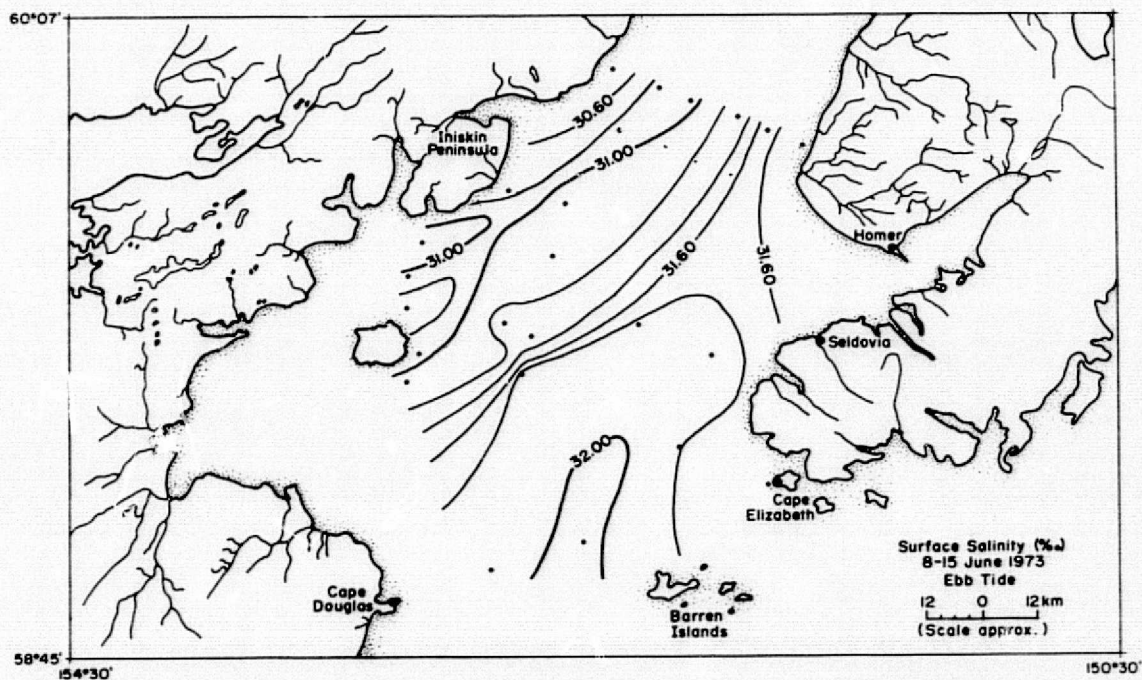 60°07'
30.60
Iniskin
Peninsula
31.00
31.00
Homer
31.60
31.60
Seldovia
32.00
Cape
Elizabeth
Surface Salinity (‰)
8-15 June 1973
Ebb Tide
12 0 12km
(Scale approx.)
Cape
Douglas
Barren
Islands
58°45'
154°30'
150°30'